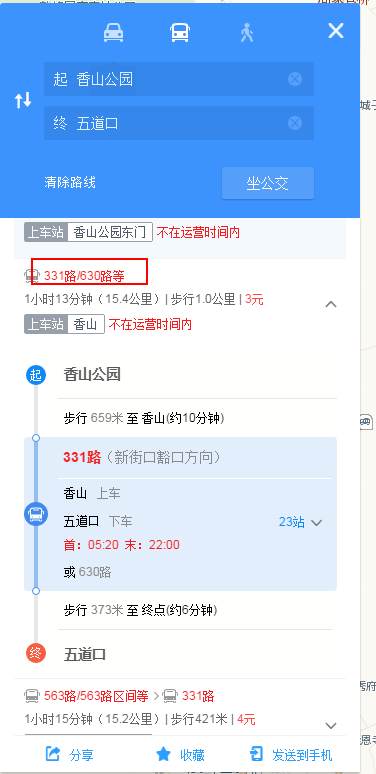 起 香山公园
终 五道口
清除路线 坐公交
上车站 香山公园东门 不在运营时间内
331路/630路等
1小时13分钟（15.4公里）| 步行1.0公里 | 3元
上车站 香山 不在运营时间内
起 香山公园
步行 659米 至 香山(约10分钟)
331路（新街口豁口方向）
香山 上车
五道口 下车 23站
首：05:20 末：22:00
或 630路
步行 373米 至 终点(约6分钟)
终 五道口
563路/563路区间等 > 331路
1小时15分钟（15.2公里）| 步行421米 | 4元
分享 收藏 发送到手机